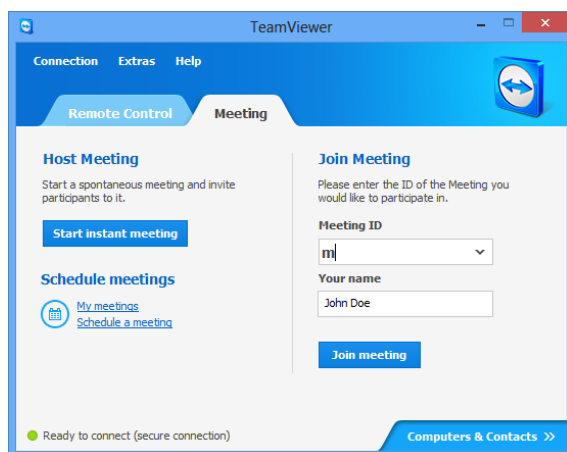 TeamViewer
Connection Extras Help
Remote Control Meeting
Host Meeting
Start a spontaneous meeting and invite
participants to it.
Start instant meeting
Schedule meetings
My meetings
Schedule a meeting
Join Meeting
Please enter the ID of the Meeting you
would like to participate in.
Meeting ID
m
Your name
John Doe
Join meeting
Ready to connect (secure connection)
Computers & Contacts >>